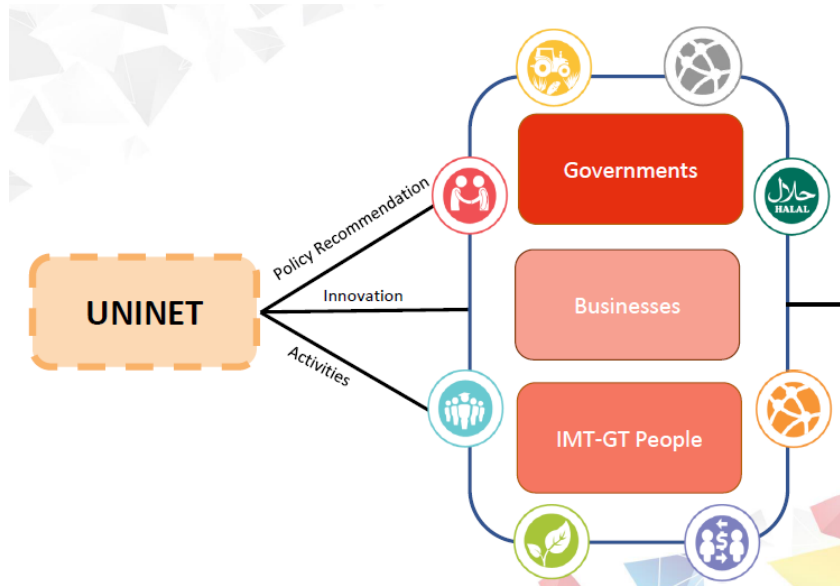 Governments
Policy Recommendation
حلال
HALAL
UNINET
Innovation
Businesses
Activities
IMT-GT People
$